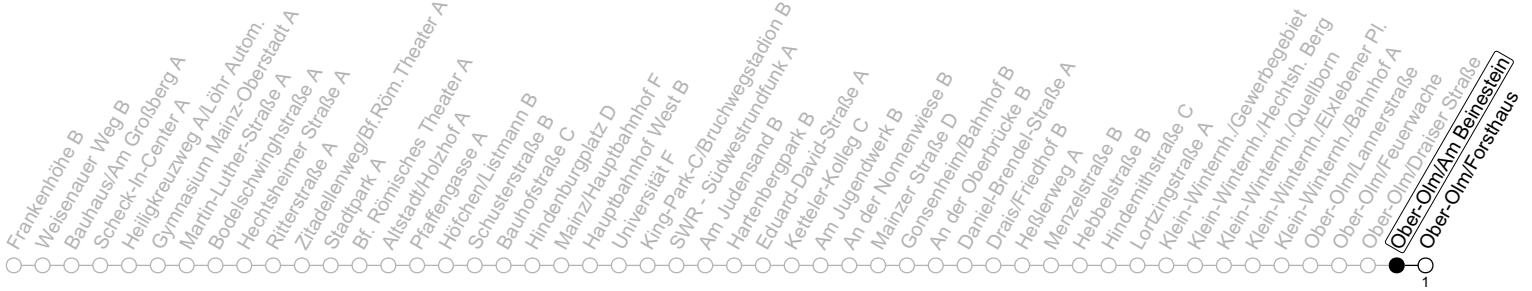 Frankenhöhe B
Weisenauer Weg B
Bauhaus/Am Großberg A
Scheck-In-Center A
Heiligkreuzweg A/Löhr Autom.
Gymnasium Mainz-Oberstadt A
Martin-Luther-Straße A
Bodelschwinghstraße A
Hechtsheimer Straße A
Ritterstraße A
Zitadellenweg/Bf.Röm. Theater A
Stadtpark A
Bf. Römisches Theater A
Altstadt/Holzhof A
Pfaffengasse A
Höfchen/Listmann B
Schusterstraße B
Bauhofstraße C
Hindenburgplatz D
Mainz/Hauptbahnhof F
Hauptbahnhof West B
Universität F
King-Park-C/Bruchwegstadion B
SWR - Südwestrundfunk A
Am Judensand B
Hartenbergpark B
Eduard-David-Straße A
Ketteler-Kolleg C
Am Jugendwerk B
An der Nonnenwiese B
Mainzer Straße D
Gonsenheim/Bahnhof B
An der Oberbrücke B
Daniel-Brendel-Straße A
Drais/Friedhof B
Heßlerweg A
Menzelstraße B
Hebbelstraße B
Hindemithstraße C
Lortzingstraße A
Klein-Winternh./Gewerbegebiet
Klein-Winternh./Hechtsh. Berg
Klein-Winternh./Quellborn
Klein-Winternh./Exlebener Pl.
Klein-Winternh./Bahnhof A
Ober-Olm/Lannerstraße
Ober-Olm/Feuerwache
Ober-Olm/Draiser Straße
Ober-Olm/Am Beinestein
Ober-Olm/Forsthaus
1